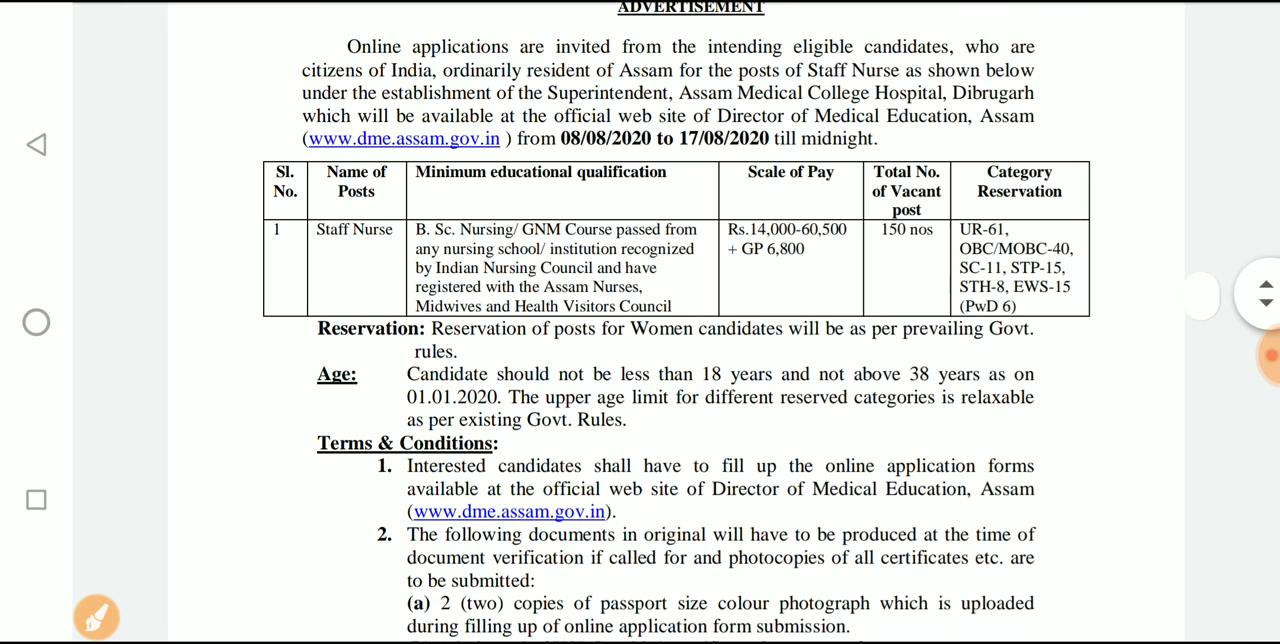 ADVERTISEMENT
Online applications are invited from the intending eligible candidates, who are
citizens of India, ordinarily resident of Assam for the posts of Staff Nurse as shown below
under the establishment of the Superintendent, Assam Medical College Hospital, Dibrugarh
which will be available at the official web site of Director of Medical Education, Assam
(www.dme.assam.gov.in ) from 08/08/2020 to 17/08/2020 till midnight.
Sl. No.
Name of Posts
Minimum educational qualification
Scale of Pay
Total No. of Vacant post
Category Reservation
1
Staff Nurse
B. Sc. Nursing/ GNM Course passed from
any nursing school/ institution recognized
by Indian Nursing Council and have
registered with the Assam Nurses,
Midwives and Health Visitors Council
Rs.14,000-60,500
+ GP 6,800
150 nos
UR-61,
OBC/MOBC-40,
SC-11, STP-15,
STH-8, EWS-15
(PwD 6)
Reservation: Reservation of posts for Women candidates will be as per prevailing Govt.
rules.
Age: Candidate should not be less than 18 years and not above 38 years as on
01.01.2020. The upper age limit for different reserved categories is relaxable
as per existing Govt. Rules.
Terms & Conditions:
1. Interested candidates shall have to fill up the online application forms
available at the official web site of Director of Medical Education, Assam
(www.dme.assam.gov.in).
2. The following documents in original will have to be produced at the time of
document verification if called for and photocopies of all certificates etc. are
to be submitted:
(a) 2 (two) copies of passport size colour photograph which is uploaded
during filling up of online application form submission.